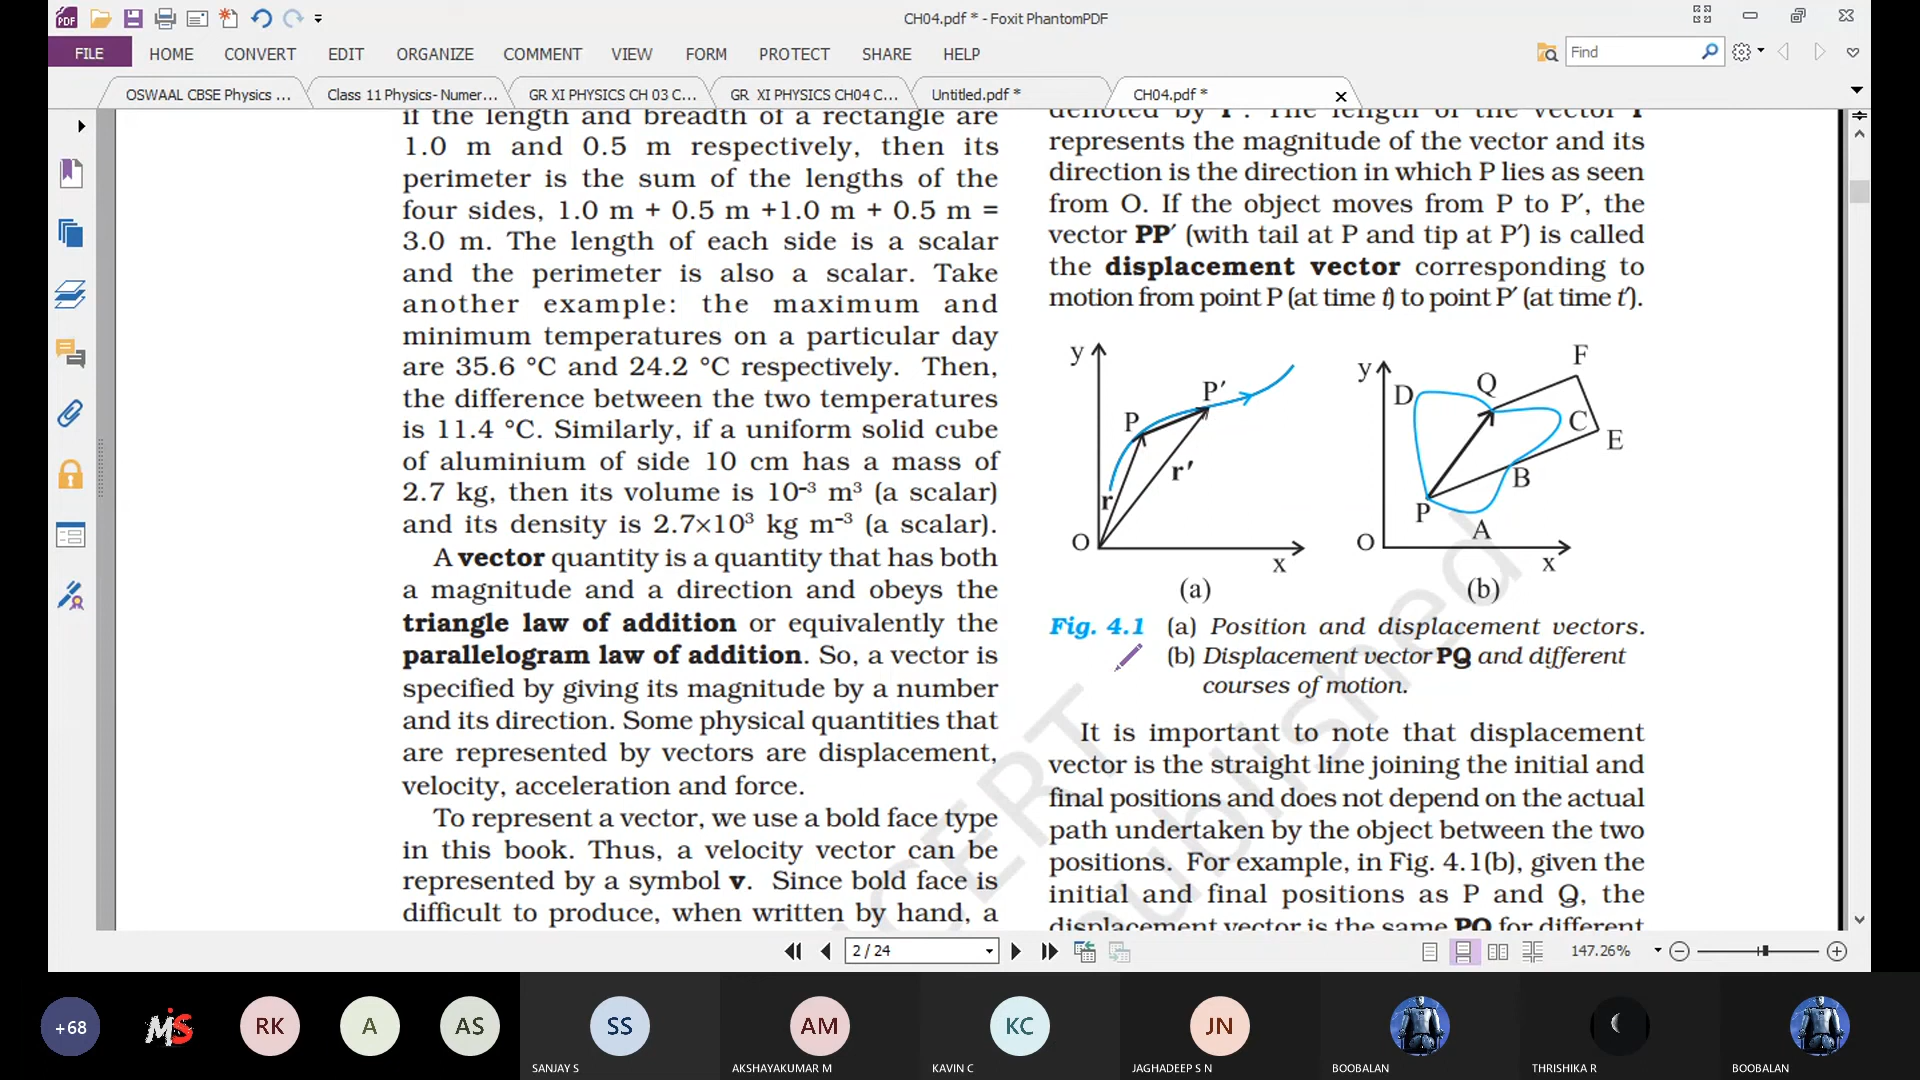 CH04.pdf * - Foxit PhantomPDF
FILE HOME CONVERT EDIT ORGANIZE COMMENT VIEW FORM PROTECT SHARE HELP
Find
OSWAAL CBSE Physics ...
Class 11 Physics- Numer...
GR XI PHYSICS CH 03 C...
GR XI PHYSICS CH04 C...
Untitled.pdf *
CH04.pdf *
if the length and breadth of a rectangle are
1.0 m and 0.5 m respectively, then its
perimeter is the sum of the lengths of the
four sides, 1.0 m + 0.5 m +1.0 m + 0.5 m =
3.0 m. The length of each side is a scalar
and the perimeter is also a scalar. Take
another example: the maximum and
minimum temperatures on a particular day
are 35.6 °C and 24.2 °C respectively. Then,
the difference between the two temperatures
is 11.4 °C. Similarly, if a uniform solid cube
of aluminium of side 10 cm has a mass of
2.7 kg, then its volume is 10⁻³ m³ (a scalar)
and its density is 2.7×10³ kg m⁻³ (a scalar).
A vector quantity is a quantity that has both
a magnitude and a direction and obeys the
triangle law of addition or equivalently the
parallelogram law of addition. So, a vector is
specified by giving its magnitude by a number
and its direction. Some physical quantities that
are represented by vectors are displacement,
velocity, acceleration and force.
To represent a vector, we use a bold face type
in this book. Thus, a velocity vector can be
represented by a symbol v. Since bold face is
difficult to produce, when written by hand, a
denoted by r′. The length of the vector r
represents the magnitude of the vector and its
direction is the direction in which P lies as seen
from O. If the object moves from P to P′, the
vector PP′ (with tail at P and tip at P′) is called
the displacement vector corresponding to
motion from point P (at time t) to point P′ (at time t′).
y
P
P′
r
r′
O
x
(a)
y
D
Q
F
C
E
B
P
A
O
x
(b)
Fig. 4.1 (a) Position and displacement vectors.
(b) Displacement vector PQ and different
courses of motion.
It is important to note that displacement
vector is the straight line joining the initial and
final positions and does not depend on the actual
path undertaken by the object between the two
positions. For example, in Fig. 4.1(b), given the
initial and final positions as P and Q, the
displacement vector is the same PQ for different
2 / 24
147.26%
+68
MS
RK
A
AS
SS
SANJAY S
AM
AKSHAYAKUMAR M
KC
KAVIN C
JN
JAGHADEEP S N
BOOBALAN
THRISHIKA R
BOOBALAN